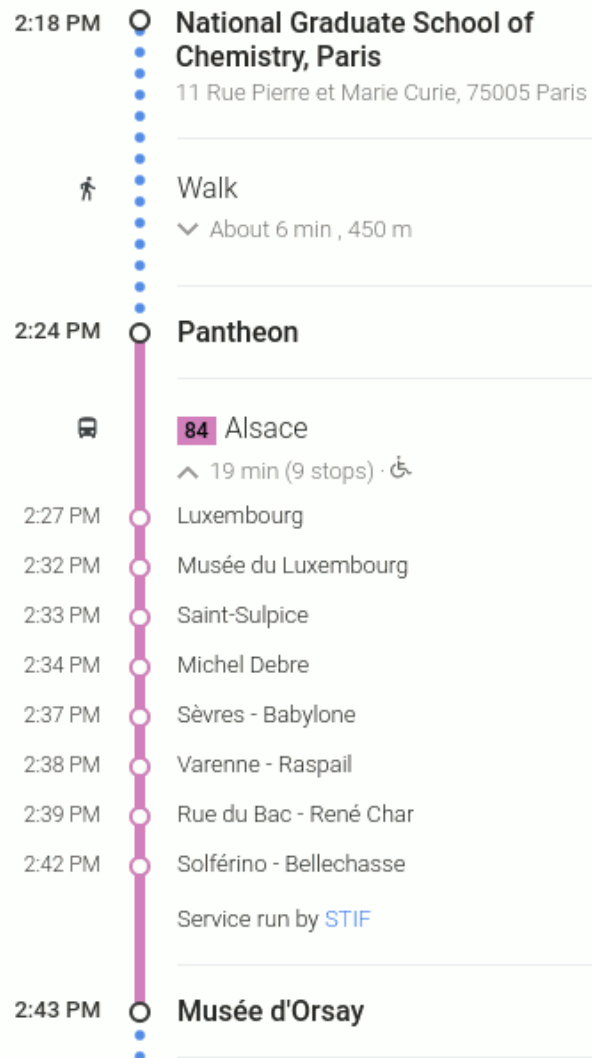 2:18 PM National Graduate School of
Chemistry, Paris
11 Rue Pierre et Marie Curie, 75005 Paris
Walk
About 6 min , 450 m
2:24 PM Pantheon
84 Alsace
19 min (9 stops) ·
2:27 PM Luxembourg
2:32 PM Musée du Luxembourg
2:33 PM Saint-Sulpice
2:34 PM Michel Debre
2:37 PM Sèvres - Babylone
2:38 PM Varenne - Raspail
2:39 PM Rue du Bac - René Char
2:42 PM Solférino - Bellechasse
Service run by STIF
2:43 PM Musée d'Orsay